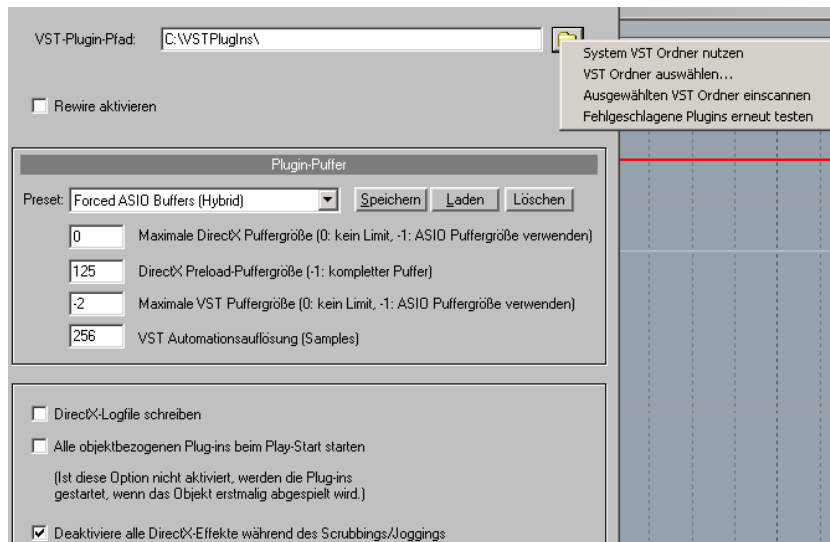 VST-Plugin-Pfad: C:\VSTPlugIns\
System VST Ordner nutzen
VST Ordner auswählen...
Ausgewählten VST Ordner einscannen
Fehlgeschlagene Plugins erneut testen
Rewire aktivieren
Plugin-Puffer
Preset: Forced ASIO Buffers (Hybrid) Speichern Laden Löschen
0 Maximale DirectX Puffergröße (0: kein Limit, -1: ASIO Puffergröße verwenden)
125 DirectX Preload-Puffergröße (-1: kompletter Puffer)
-2 Maximale VST Puffergröße (0: kein Limit, -1: ASIO Puffergröße verwenden)
256 VST Automationsauflösung (Samples)
DirectX-Logfile schreiben
Alle objektbezogenen Plug-ins beim Play-Start starten
(Ist diese Option nicht aktiviert, werden die Plug-ins
gestartet, wenn das Objekt erstmalig abgespielt wird.)
Deaktiviere alle DirectX-Effekte während des Scrubbings/Joggings